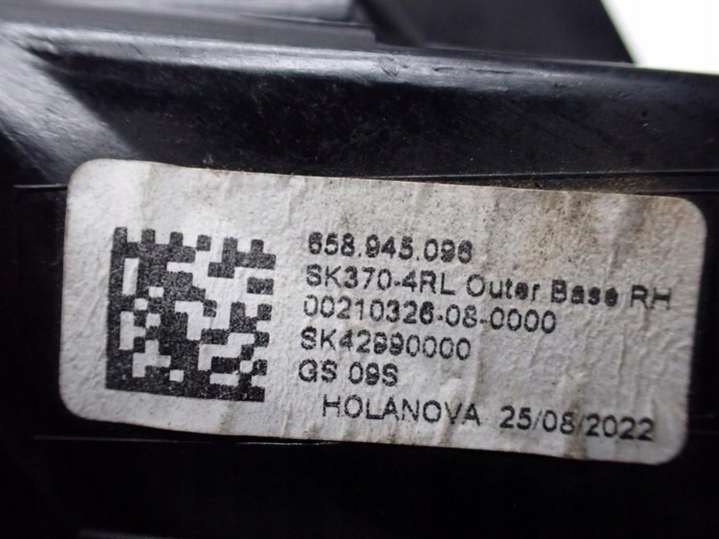 658.945.096
SK370-4RL Outer Base RH
00210326-08-0000
SK42990000
GS 09S
HOLANOVA 25/08/2022